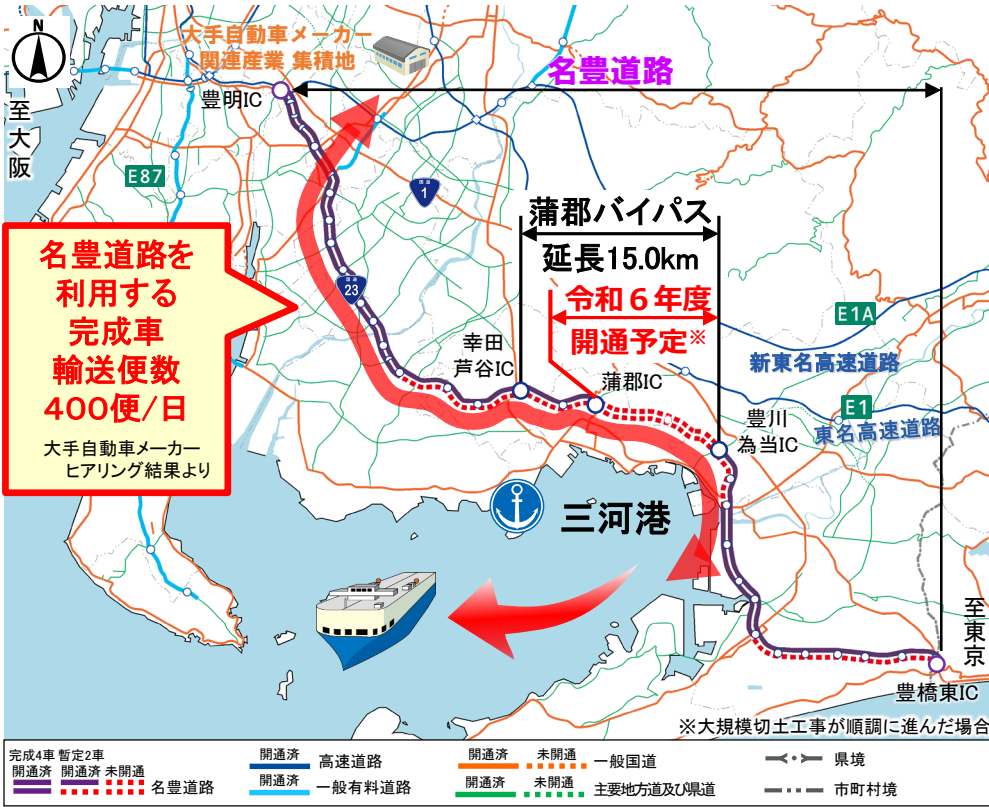 N
大手自動車メーカー
関連産業 集積地
名豊道路
豊明IC
至大阪
E87
国道
1
蒲郡バイパス
延長15.0km
名豊道路を
利用する
完成車
輸送便数
400便/日
大手自動車メーカー
ヒアリング結果より
国道
23
令和6年度
開通予定※
E1A
新東名高速道路
幸田
芦谷IC
蒲郡IC
E1
東名高速道路
豊川
為当IC
三河港
至東京
豊橋東IC
※大規模切土工事が順調に進んだ場合
完成4車 暫定2車
開通済 開通済 未開通
名豊道路
開通済
高速道路
開通済
一般有料道路
開通済 未開通
一般国道
開通済 未開通
主要地方道及び県道
県境
市町村境